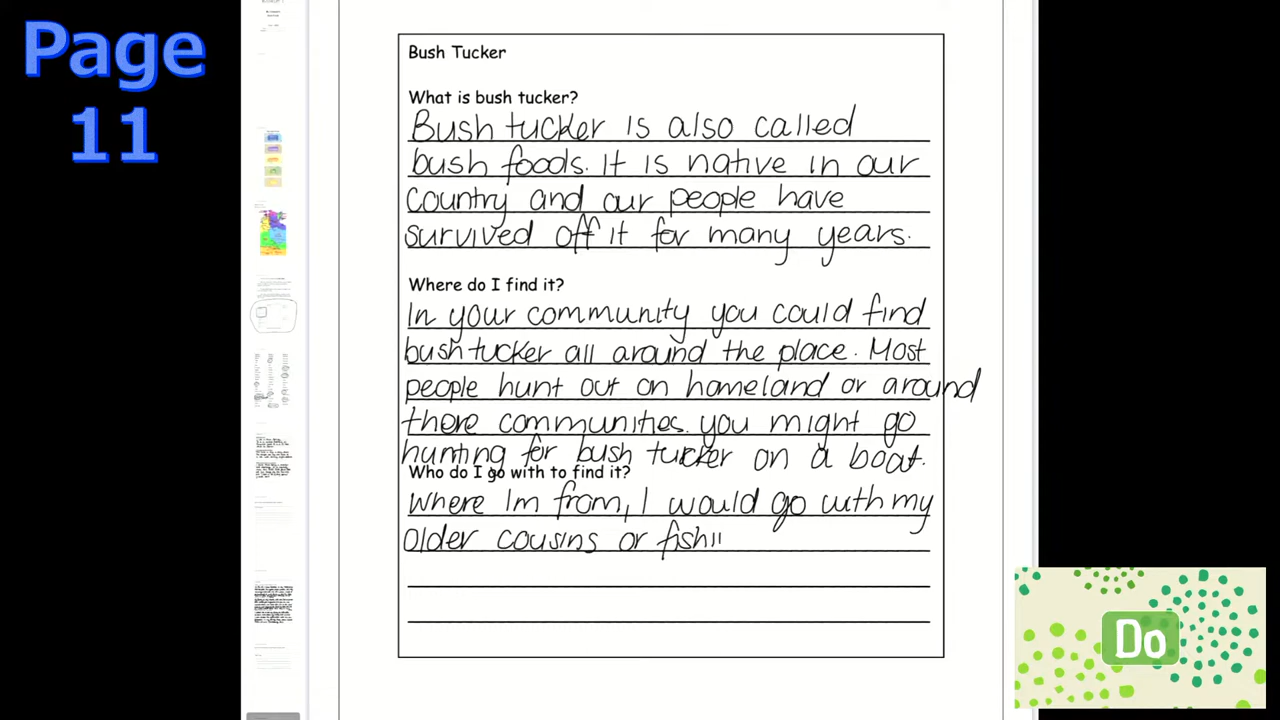 Page
11
Bush Tucker
What is bush tucker?
Bush tucker is also called
bush foods. it is native in our
Country and our people have
survived off it for many years.
Where do I find it?
In your community you could find
bush tucker all around the place. Most
people hunt out on homeland or around
there communities. you might go
hunting for bush tucker on a boat.
Who do I go with to find it?
Where Im from, I would go with my
older cousins or
Do